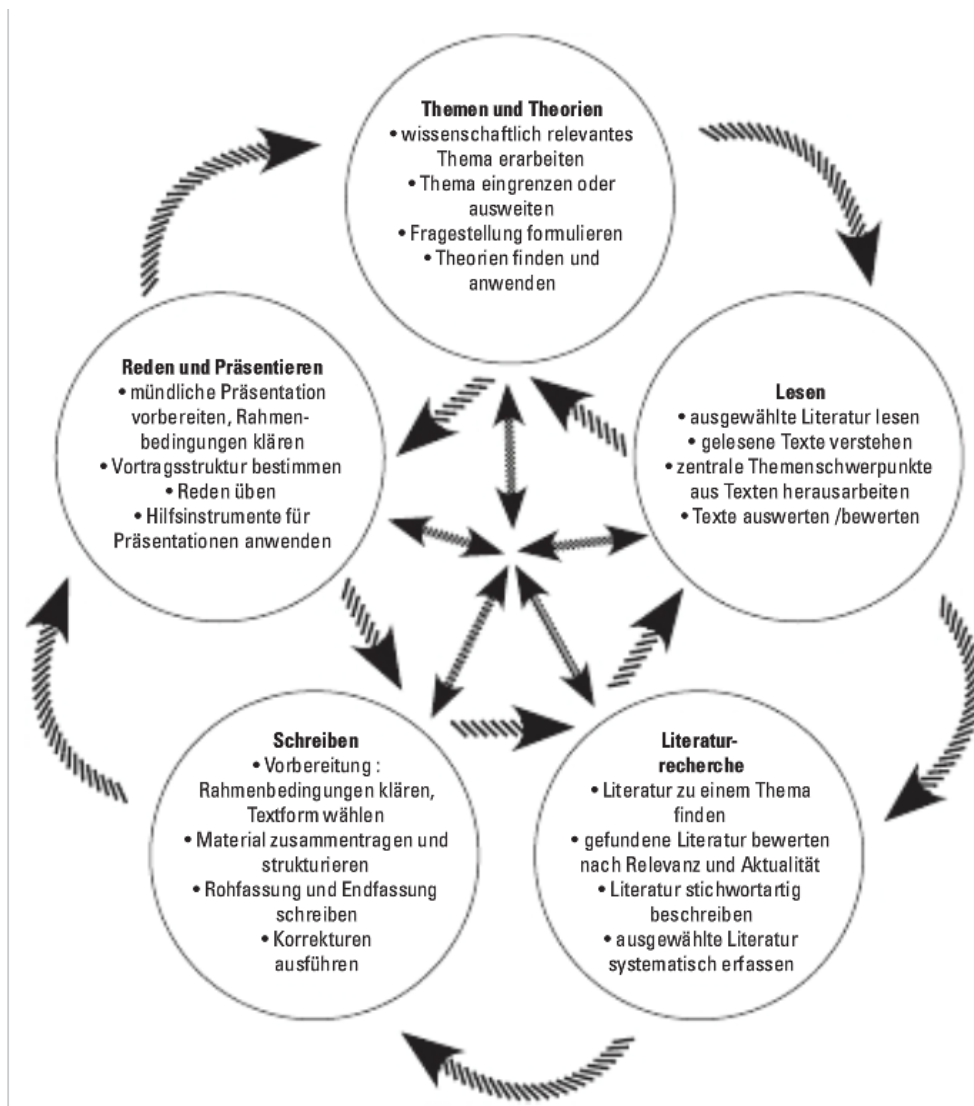 Themen und Theorien
• wissenschaftlich relevantes
Thema erarbeiten
• Thema eingrenzen oder
ausweiten
• Fragestellung formulieren
• Theorien finden und
anwenden
Reden und Präsentieren
• mündliche Präsentation
vorbereiten, Rahmen-
bedingungen klären
• Vortragsstruktur bestimmen
• Reden üben
• Hilfsinstrumente für
Präsentationen anwenden
Lesen
• ausgewählte Literatur lesen
• gelesene Texte verstehen
• zentrale Themenschwerpunkte
aus Texten herausarbeiten
• Texte auswerten /bewerten
Schreiben
• Vorbereitung :
Rahmenbedingungen klären,
Textform wählen
• Material zusammentragen und
strukturieren
• Rohfassung und Endfassung
schreiben
• Korrekturen
ausführen
Literatur-
recherche
• Literatur zu einem Thema
finden
• gefundene Literatur bewerten
nach Relevanz und Aktualität
• Literatur stichwortartig
beschreiben
• ausgewählte Literatur
systematisch erfassen